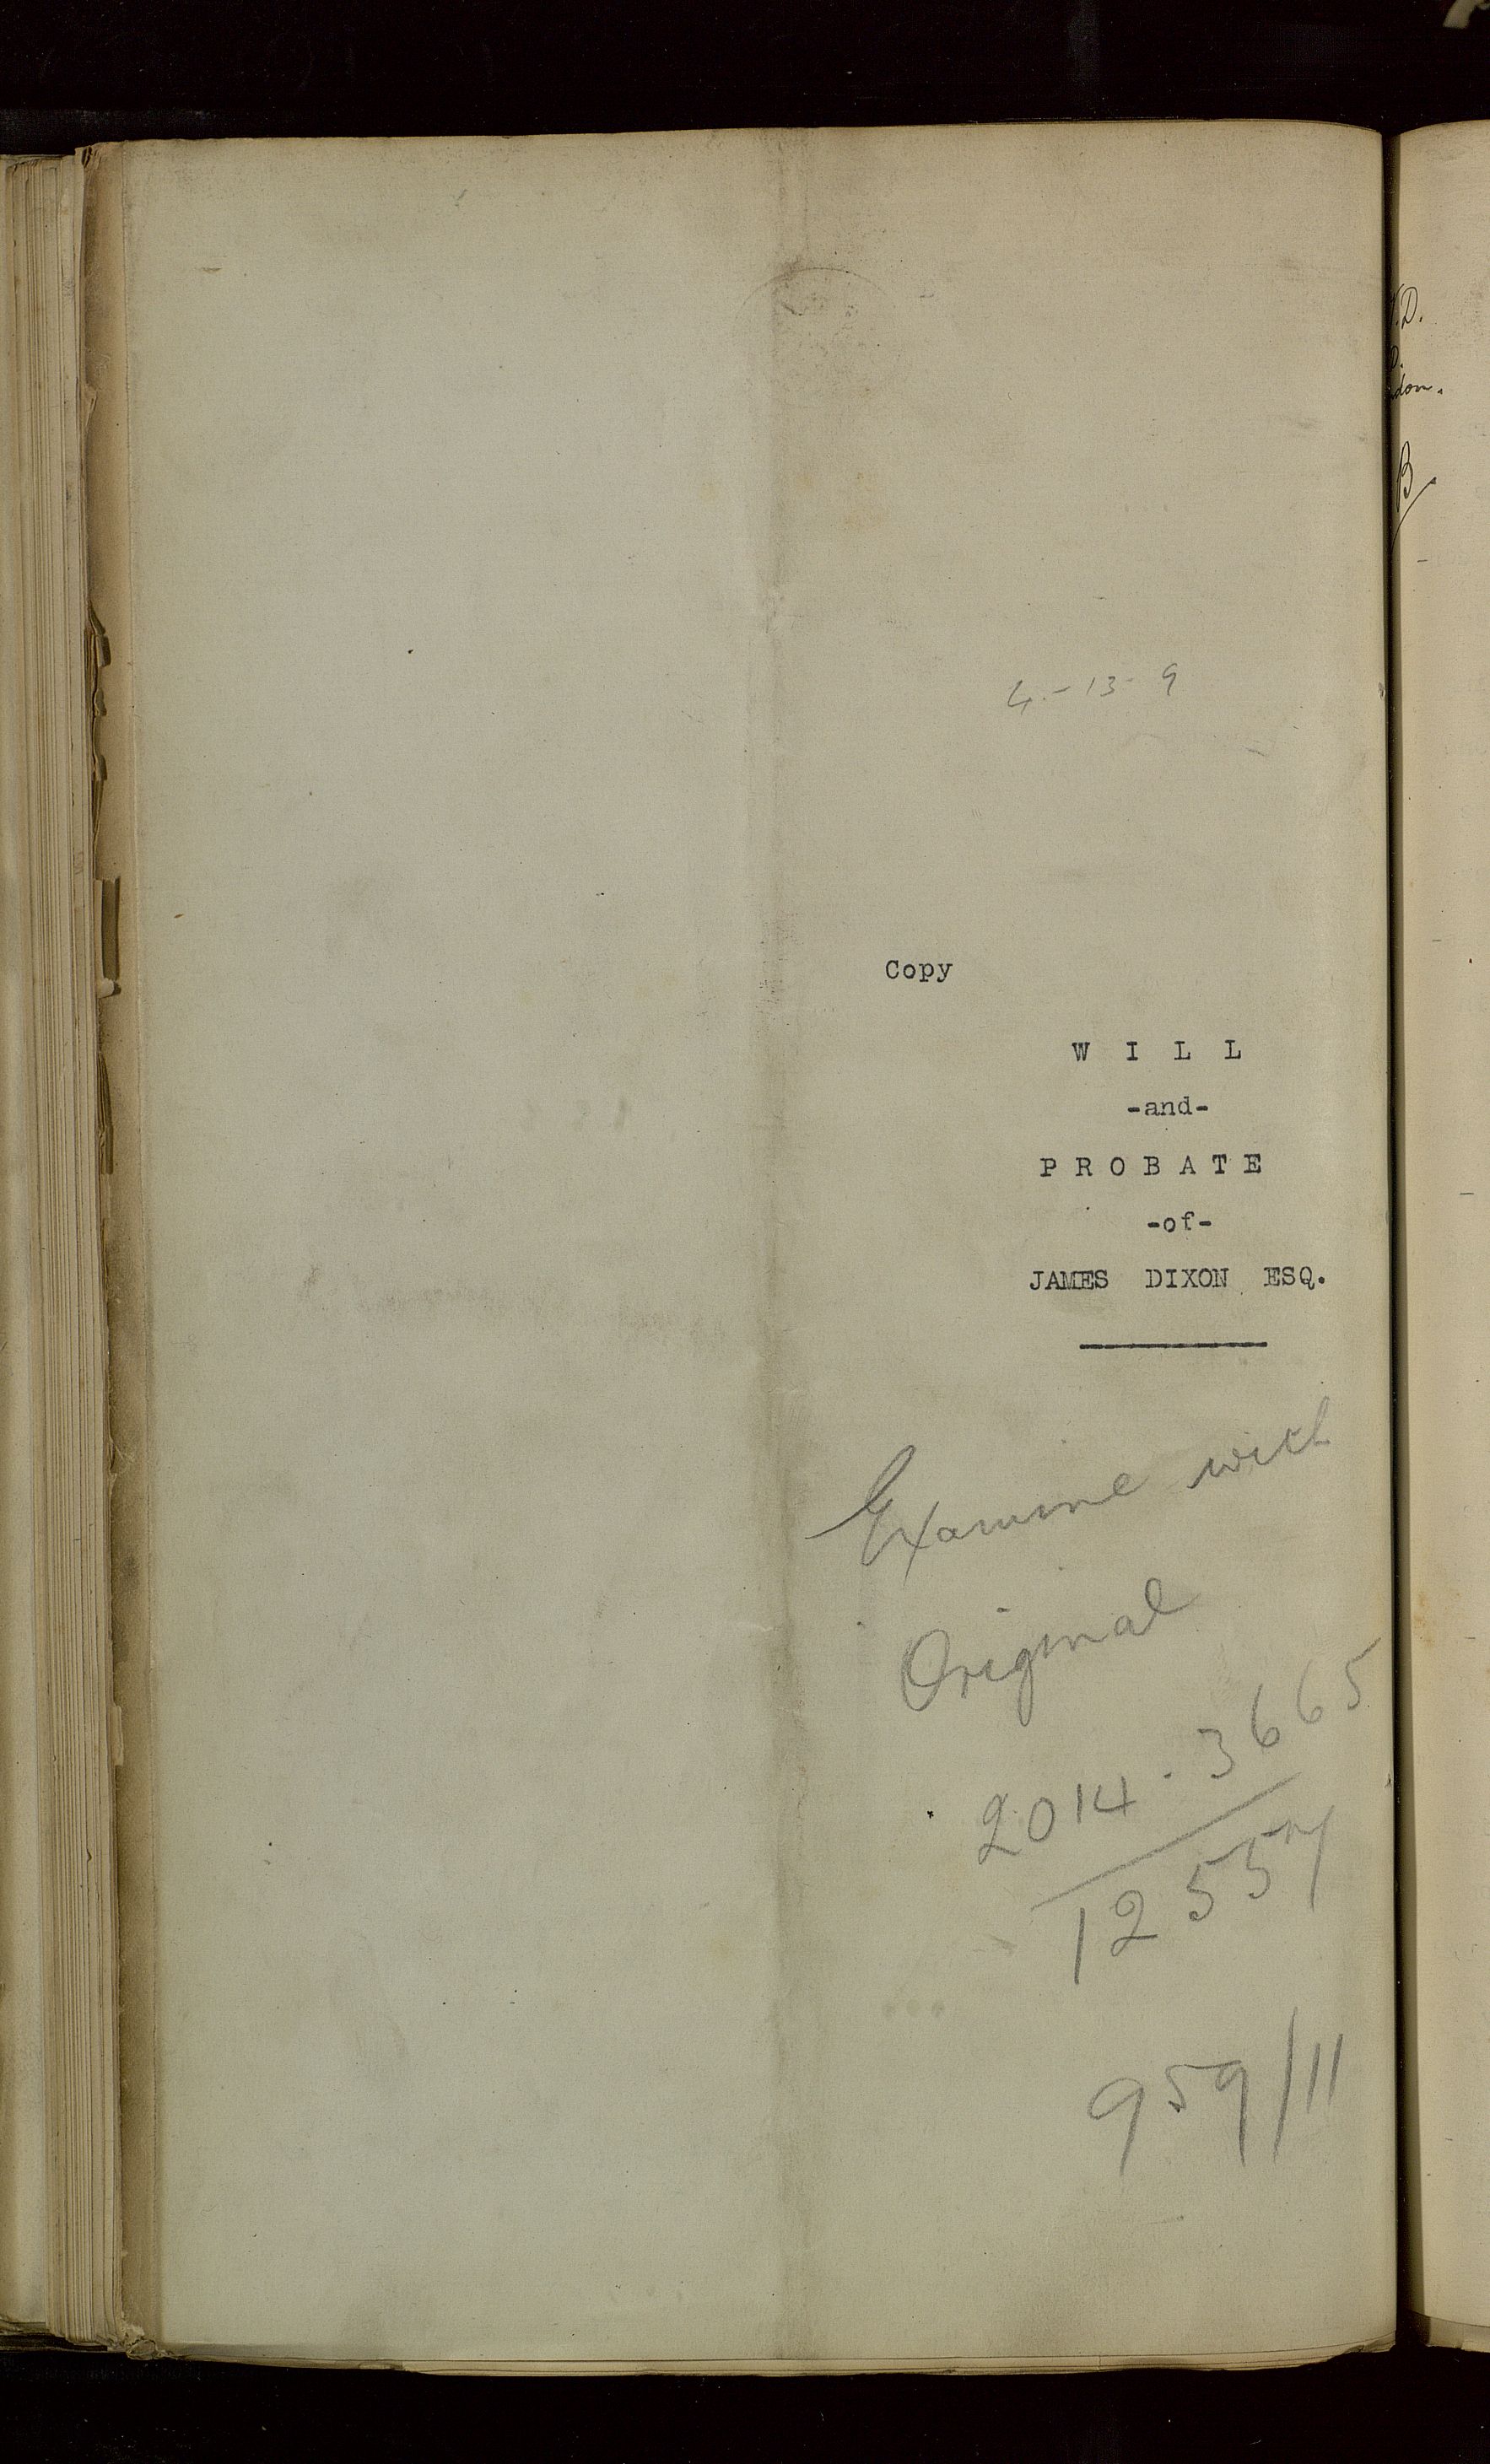 4-13-9
Copy
W I L L
-and-
P R O B A T E
-of-
JAMES DIXON ESQ.
Examine with
Original
2014.3665
12557
959/11
D.
B